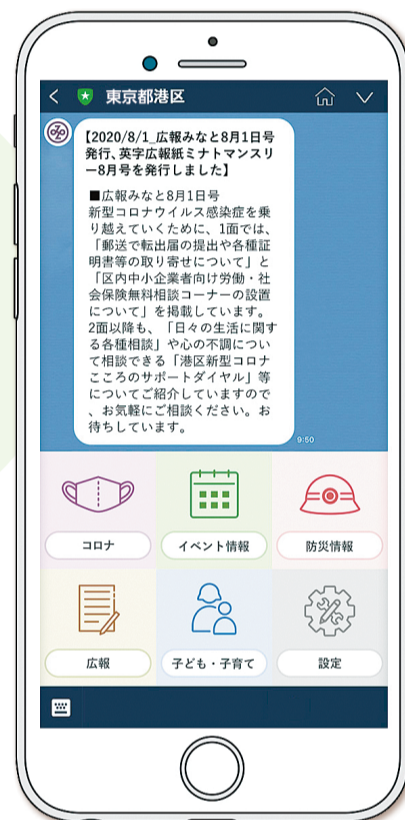 東京都港区
【2020/8/1_広報みなと8月1日号
発行、英字広報紙ミナトマンスリ
ー8月号を発行しました】
■広報みなと8月1日号
新型コロナウイルス感染症を乗
り越えていくために、1面では、
「郵送で転出届の提出や各種証
明書等の取り寄せについて」と
「区内中小企業者向け労働・社
会保険無料相談コーナーの設置
について」を掲載しています。
2面以降も、「日々の生活に関す
る各種相談」や心の不調につい
て相談できる「港区新型コロナ
こころのサポートダイヤル」等
についてご紹介していますので
、お気軽にご相談ください。お
待ちしています。
9:50
コロナ
イベント情報
防災情報
広報
子ども・子育て
設定